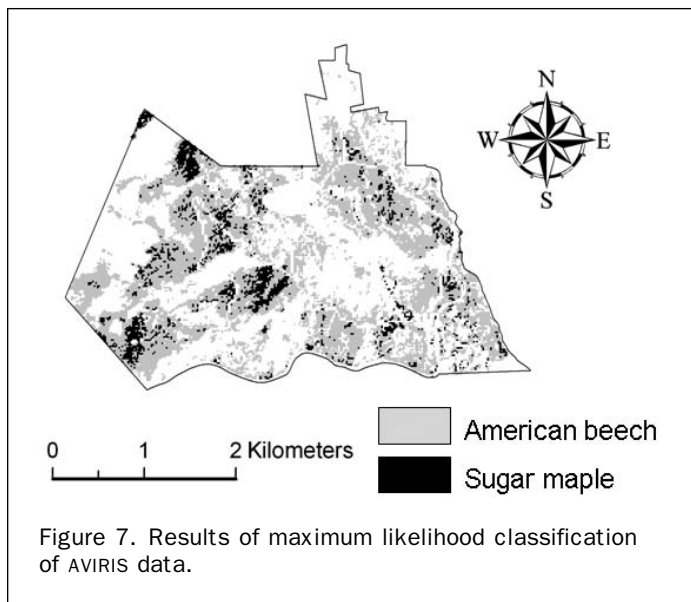 N
W E
S
0 1 2 Kilometers
American beech
Sugar maple
Figure 7. Results of maximum likelihood classification
of AVIRIS data.